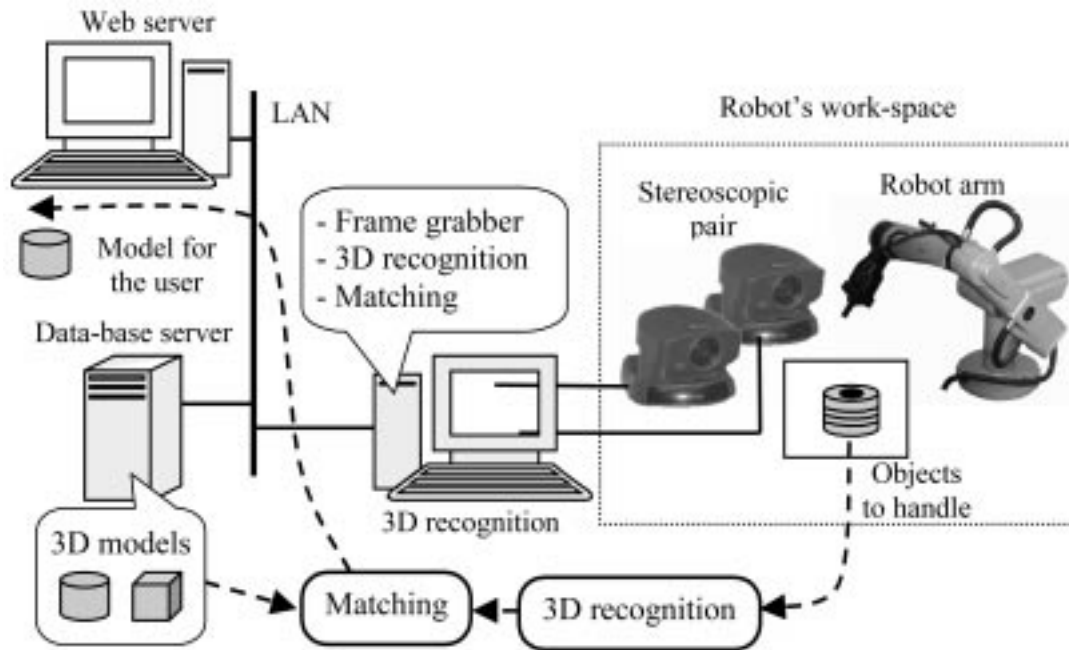 Web server
LAN
Robot's work-space
Stereoscopic
pair
Robot arm
- Frame grabber
- 3D recognition
- Matching
Model for
the user
Data-base server
Objects
to handle
3D recognition
3D models
Matching
3D recognition